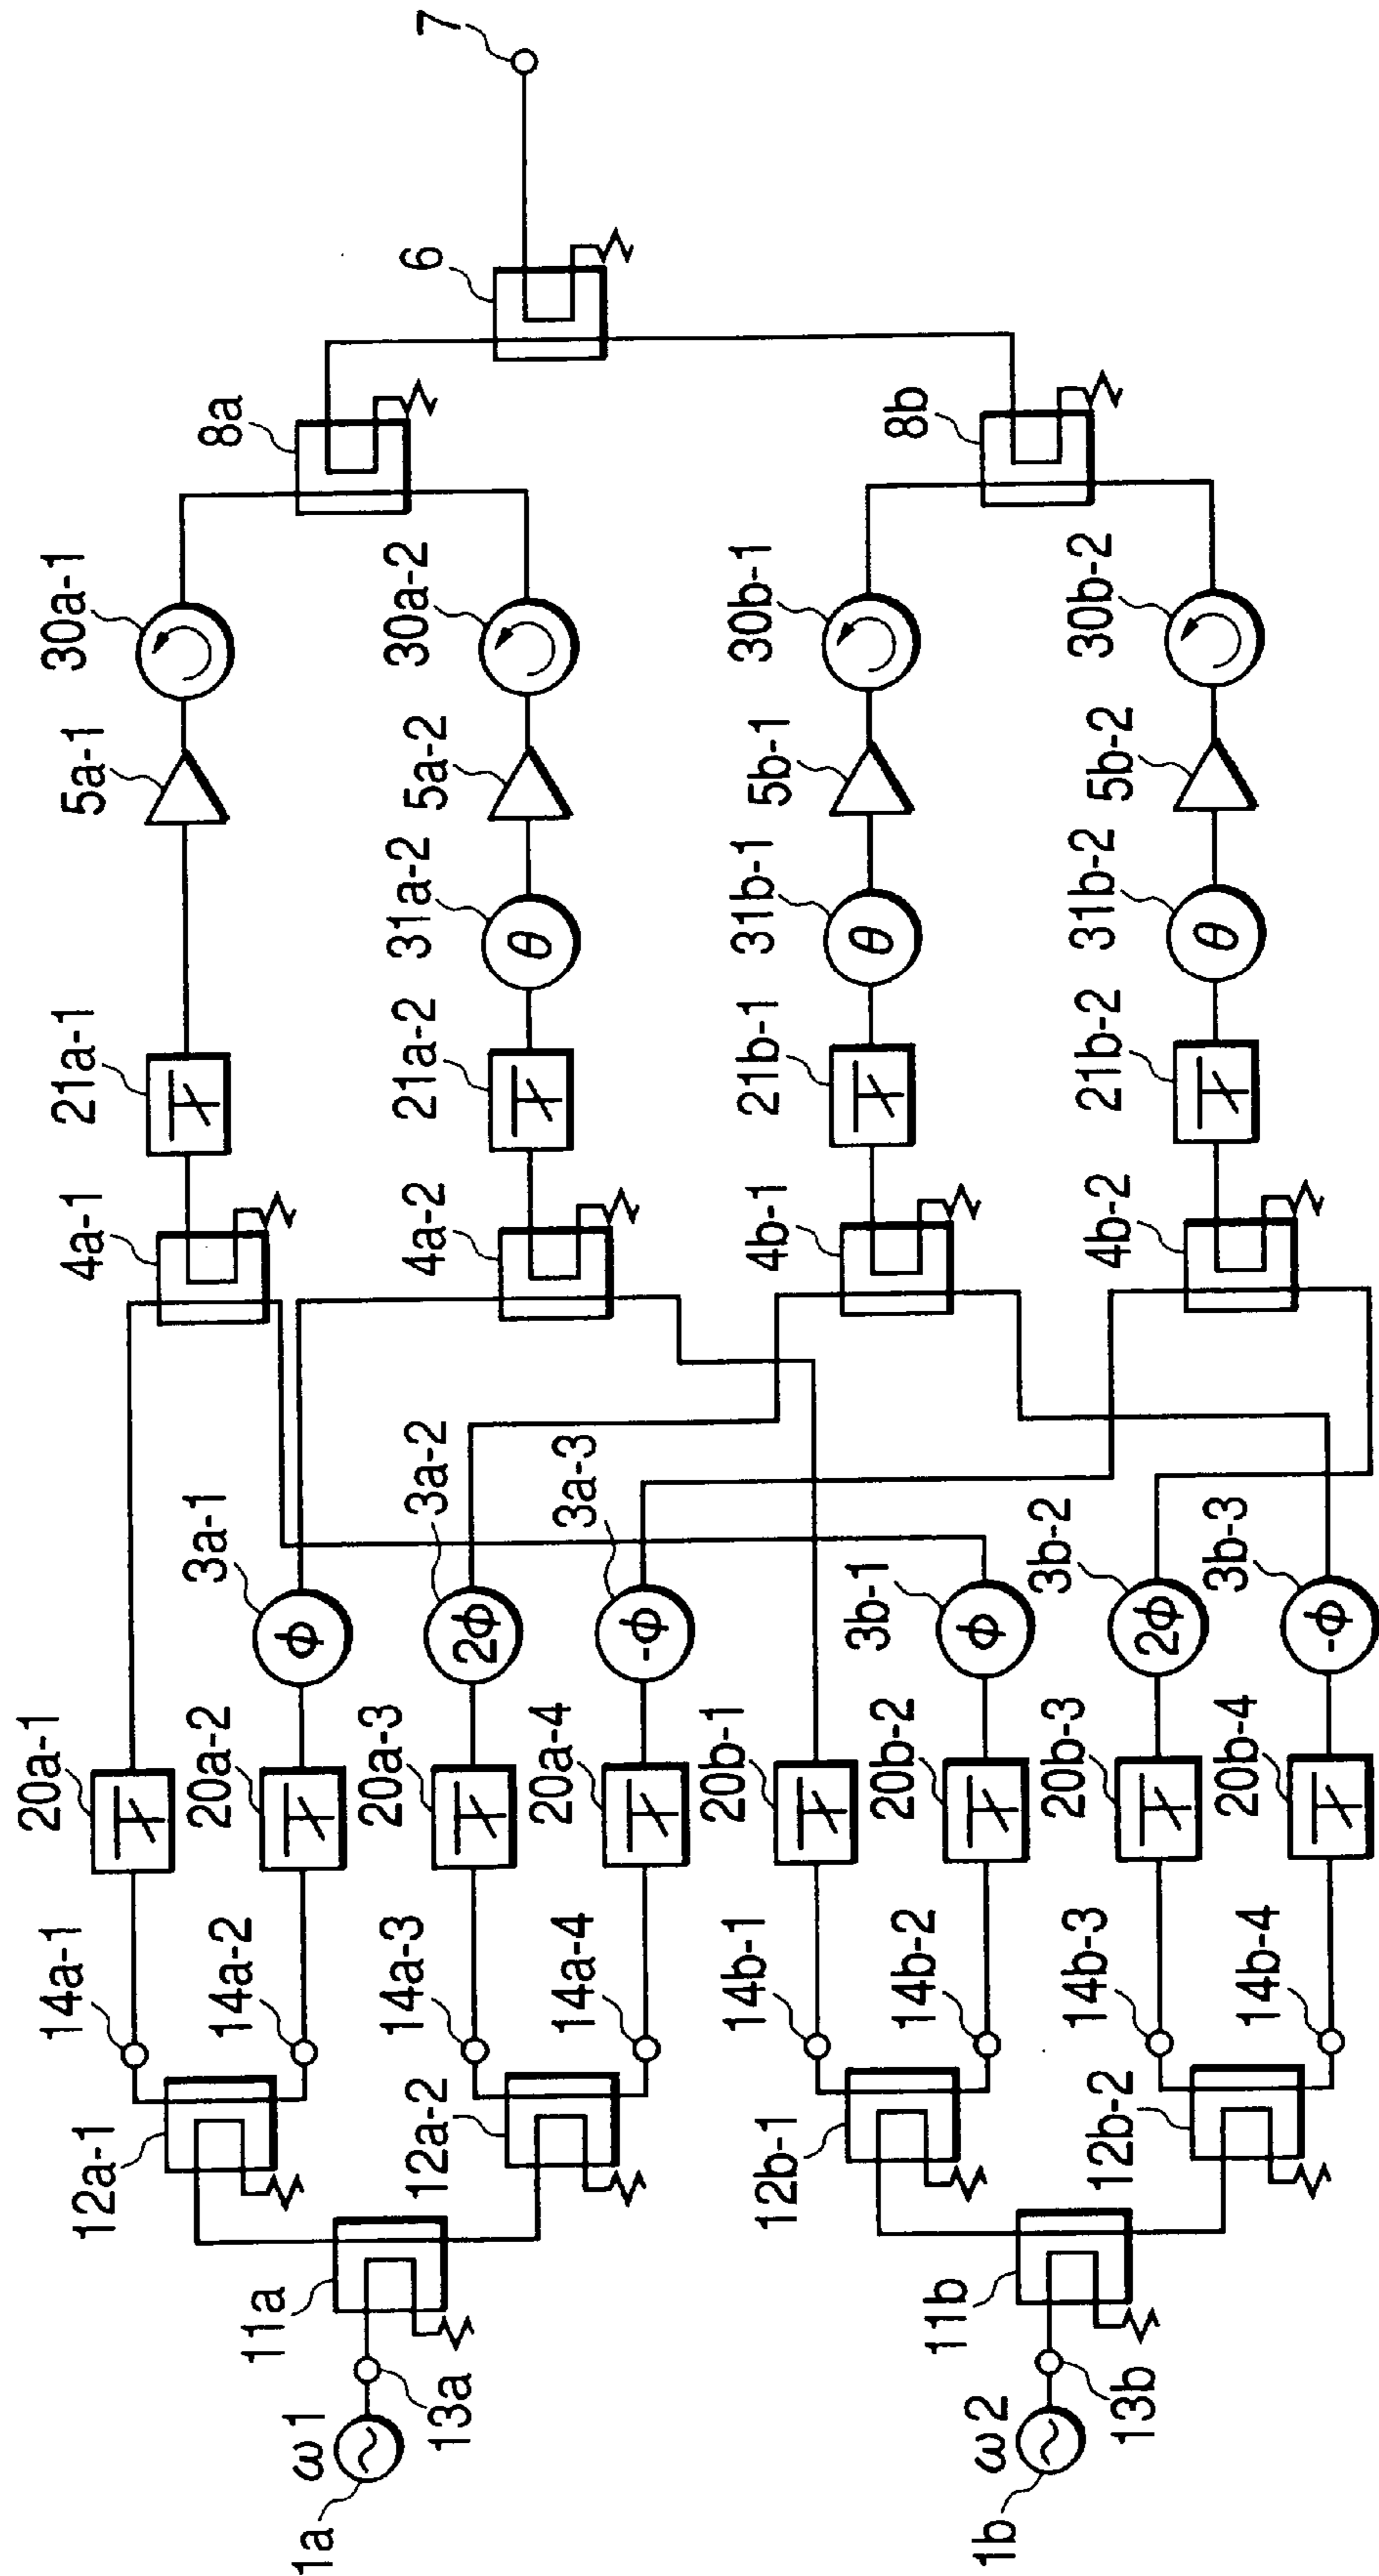 1a
ω1
13a
11a
12a-1
12a-2
14a-1
14a-2
14a-3
14a-4
20a-1
20a-2
20a-3
20a-4
3a-1
ϕ
3a-2
2ϕ
3a-3
-ϕ
1b
ω2
13b
11b
12b-1
12b-2
14b-1
14b-2
14b-3
14b-4
20b-1
20b-2
20b-3
20b-4
3b-1
ϕ
3b-2
2ϕ
3b-3
-ϕ
4a-1
4a-2
4b-1
4b-2
21a-1
21a-2
21b-1
21b-2
31a-2
θ
31b-1
θ
31b-2
θ
5a-1
5a-2
5b-1
5b-2
30a-1
30a-2
30b-1
30b-2
8a
8b
6
7